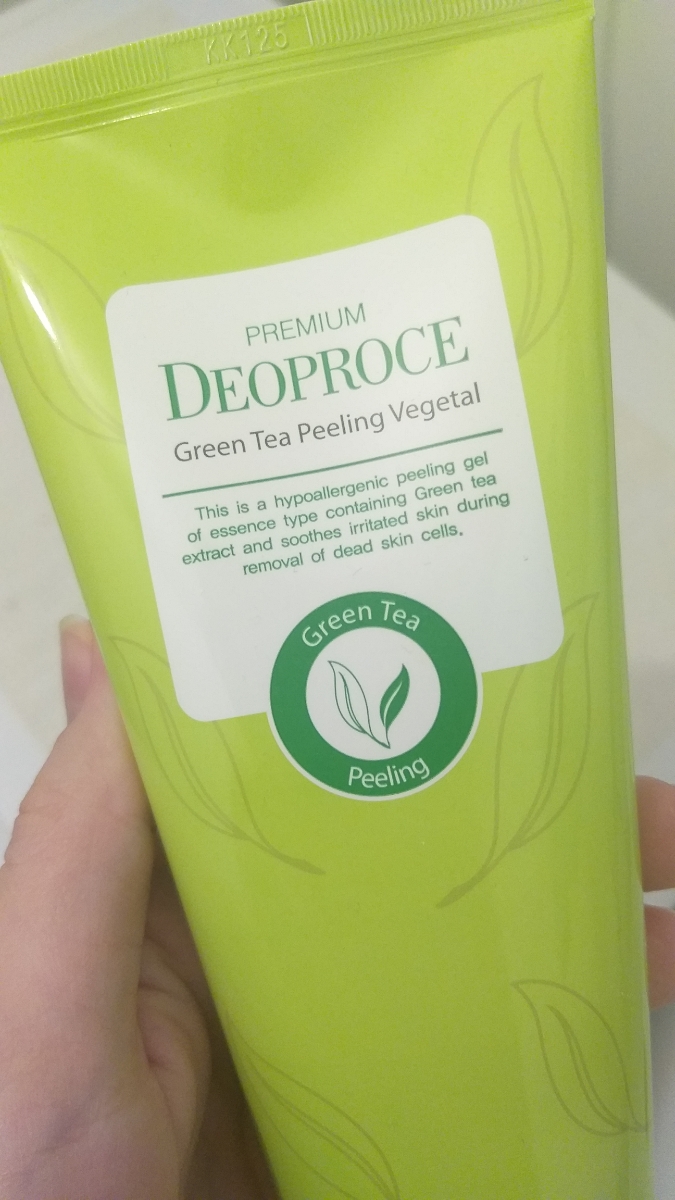 KK125
PREMIUM
DEOPROCE
Green Tea Peeling Vegetal
This is a hypoallergenic peeling gel
of essence type containing Green tea
extract and soothes irritated skin during
removal of dead skin cells.
Green Tea
Peeling